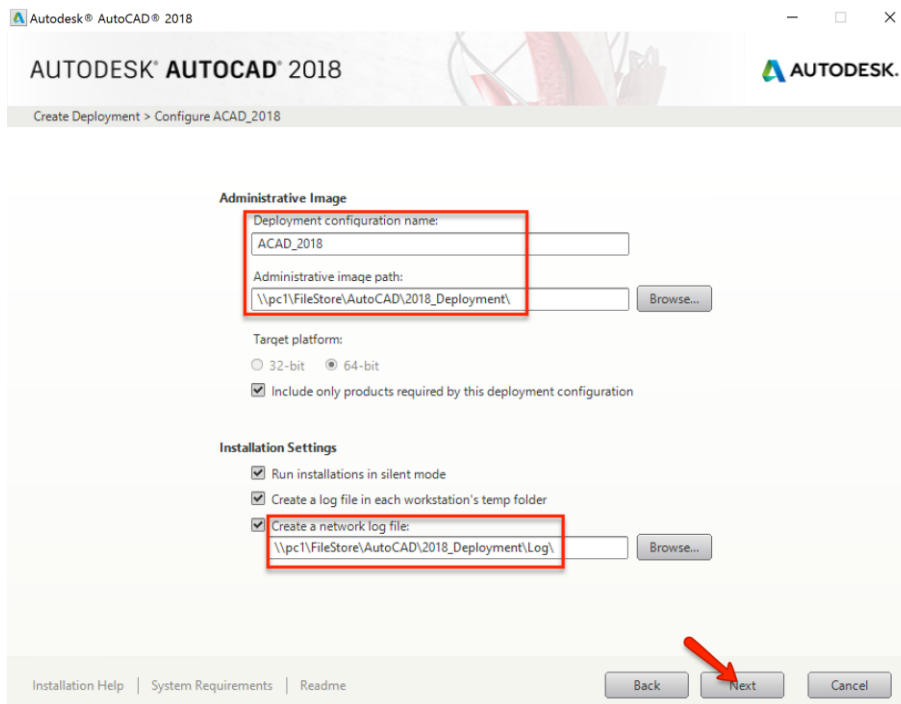 Autodesk® AutoCAD® 2018
AUTODESK® AUTOCAD® 2018
AUTODESK.
Create Deployment > Configure ACAD_2018
Administrative Image
Deployment configuration name:
ACAD_2018
Administrative image path:
\\pc1\FileStore\AutoCAD\2018_Deployment\
Browse...
Target platform:
32-bit 64-bit
Include only products required by this deployment configuration
Installation Settings
Run installations in silent mode
Create a log file in each workstation's temp folder
Create a network log file:
\\pc1\FileStore\AutoCAD\2018_Deployment\Log\
Browse...
Installation Help | System Requirements | Readme
Back
Next
Cancel